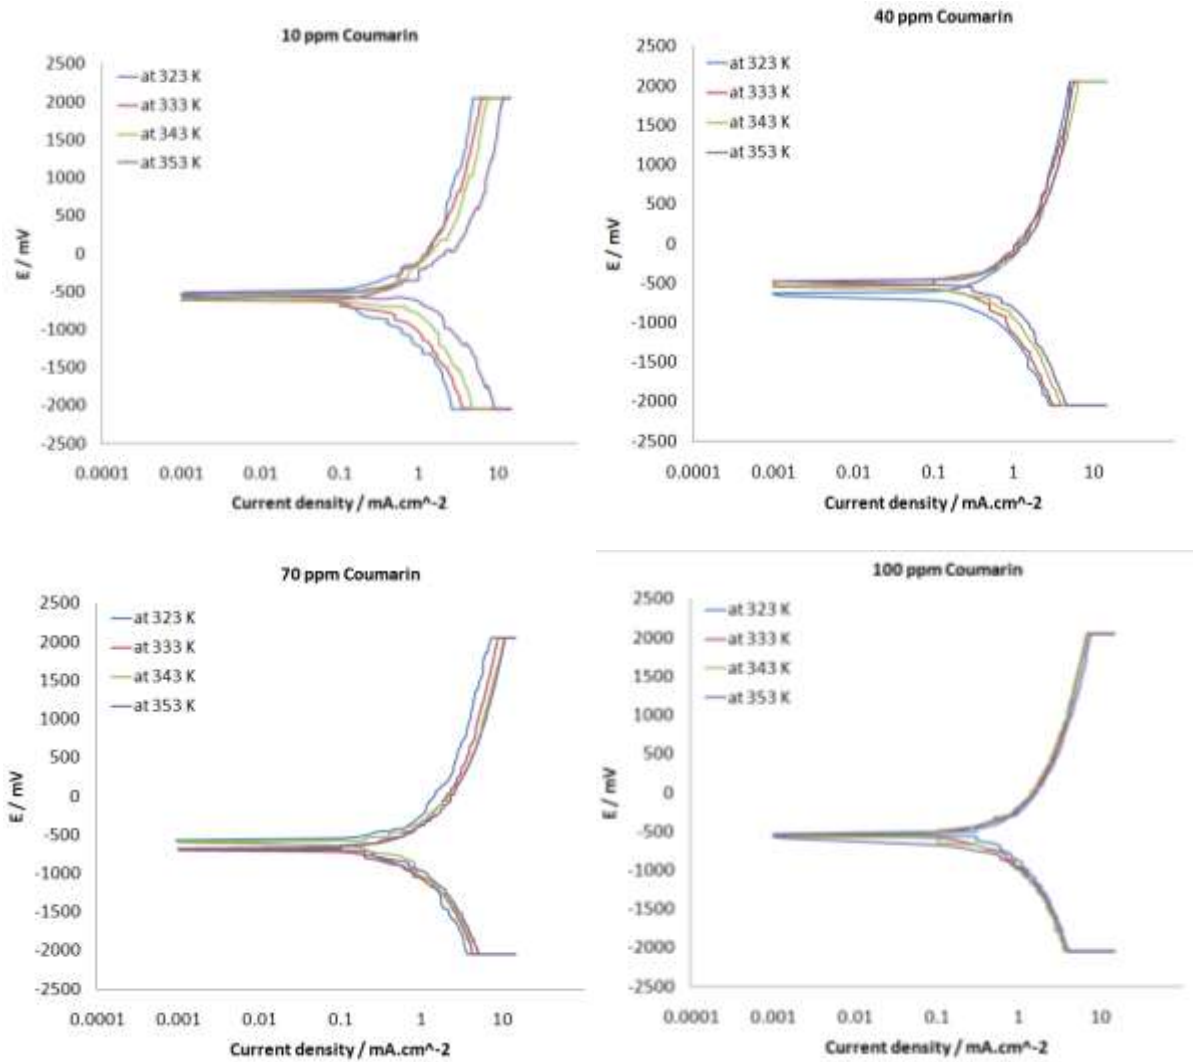 10 ppm Coumarin
2500
2000
1500
1000
500
0
-500
-1000
-1500
-2000
-2500
E / mV
at 323 K
at 333 K
at 343 K
at 353 K
0.0001 0.001 0.01 0.1 1 10
Current density / mA.cm^-2
40 ppm Coumarin
2500
2000
1500
1000
500
0
-500
-1000
-1500
-2000
-2500
E / mV
at 323 K
at 333 K
at 343 K
at 353 K
0.0001 0.001 0.01 0.1 1 10
Current density / mA.cm^-2
70 ppm Coumarin
2500
2000
1500
1000
500
0
-500
-1000
-1500
-2000
-2500
E / mV
at 323 K
at 333 K
at 343 K
at 353 K
0.0001 0.001 0.01 0.1 1 10
Current density / mA.cm^-2
100 ppm Coumarin
2500
2000
1500
1000
500
0
-500
-1000
-1500
-2000
-2500
E / mV
at 323 K
at 333 K
at 343 K
at 353 K
0.0001 0.001 0.01 0.1 1 10
Current density / mA.cm^-2